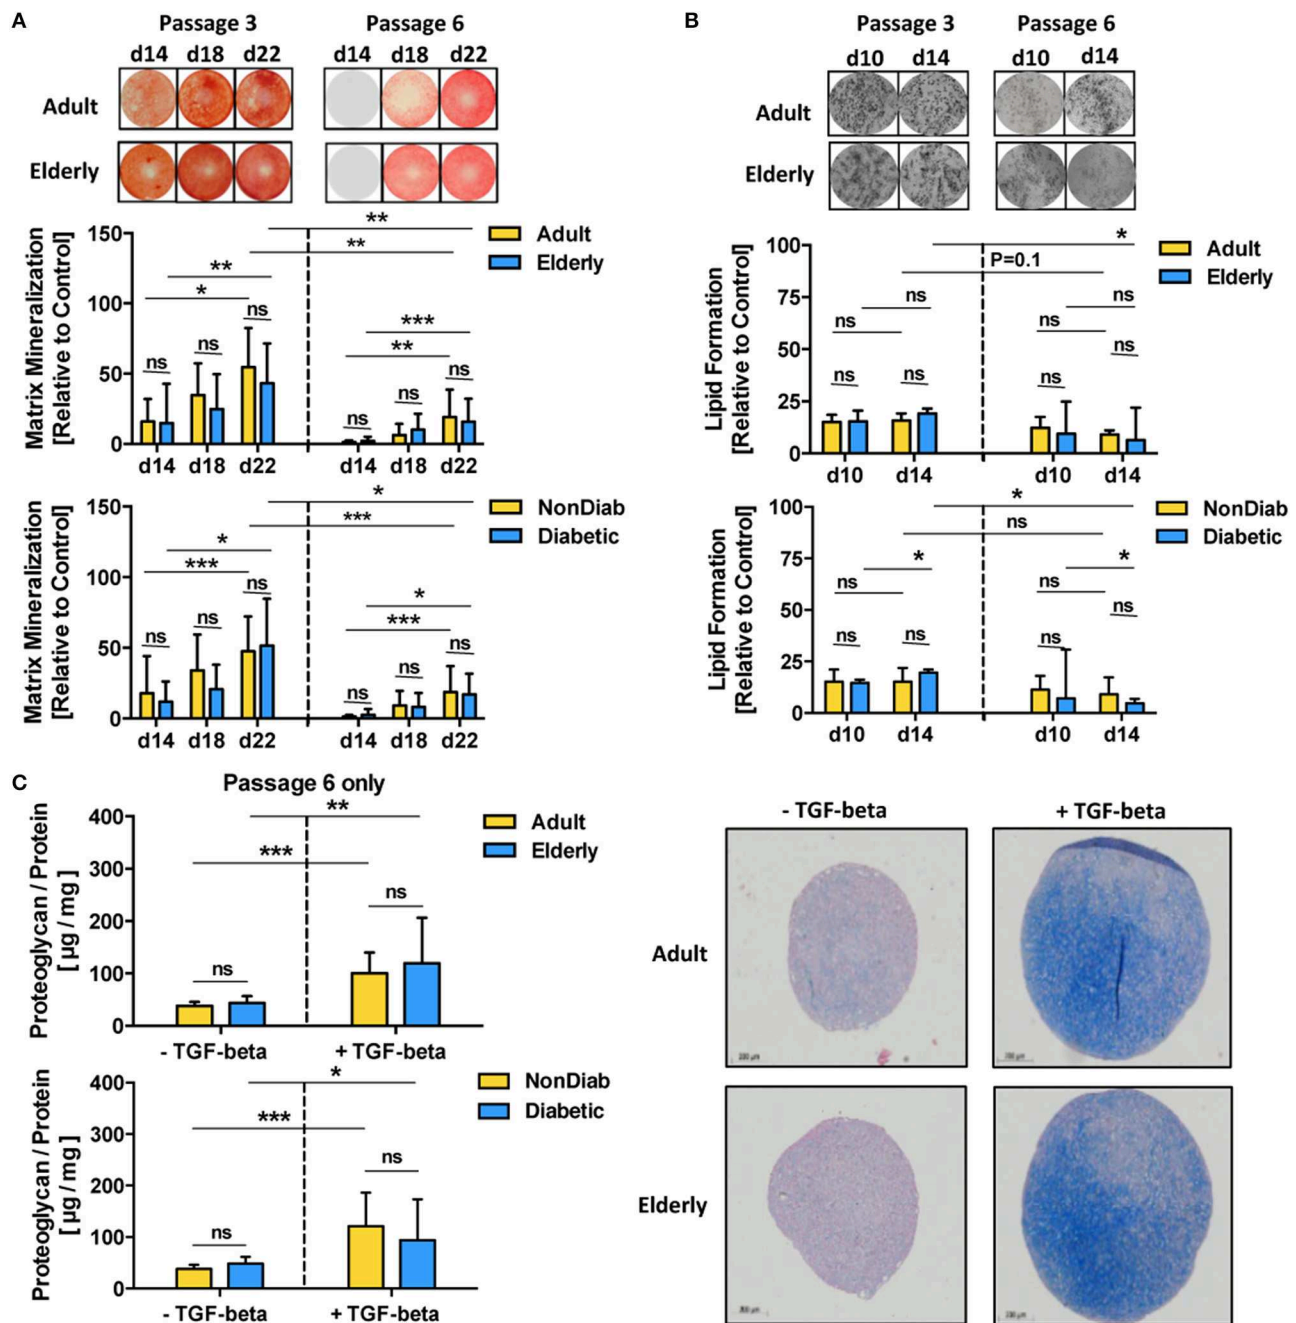 A
Passage 3 Passage 6
d14 d18 d22 d14 d18 d22
Adult
Elderly
Matrix Mineralization
[Relative to Control]
150
100
50
0
**
**
**
*
ns
ns
ns
***
**
ns
ns
ns
d14 d18 d22 d14 d18 d22
Adult
Elderly
Matrix Mineralization
[Relative to Control]
150
100
50
0
*
***
*
***
ns
ns
ns
*
***
ns
ns
ns
d14 d18 d22 d14 d18 d22
NonDiab
Diabetic
B
Passage 3 Passage 6
d10 d14 d10 d14
Adult
Elderly
Lipid Formation
[Relative to Control]
100
75
50
25
0
*
P=0.1
ns
ns
ns
ns
ns
ns
ns
ns
d10 d14 d10 d14
Adult
Elderly
Lipid Formation
[Relative to Control]
100
75
50
25
0
*
ns
*
ns
ns
ns
*
ns
ns
ns
d10 d14 d10 d14
NonDiab
Diabetic
C
Passage 6 only
Proteoglycan / Protein
[ µg / mg ]
400
300
200
100
0
**
***
ns
ns
- TGF-beta + TGF-beta
Adult
Elderly
Proteoglycan / Protein
[ µg / mg ]
400
300
200
100
0
*
***
ns
ns
- TGF-beta + TGF-beta
NonDiab
Diabetic
- TGF-beta + TGF-beta
Adult
Elderly